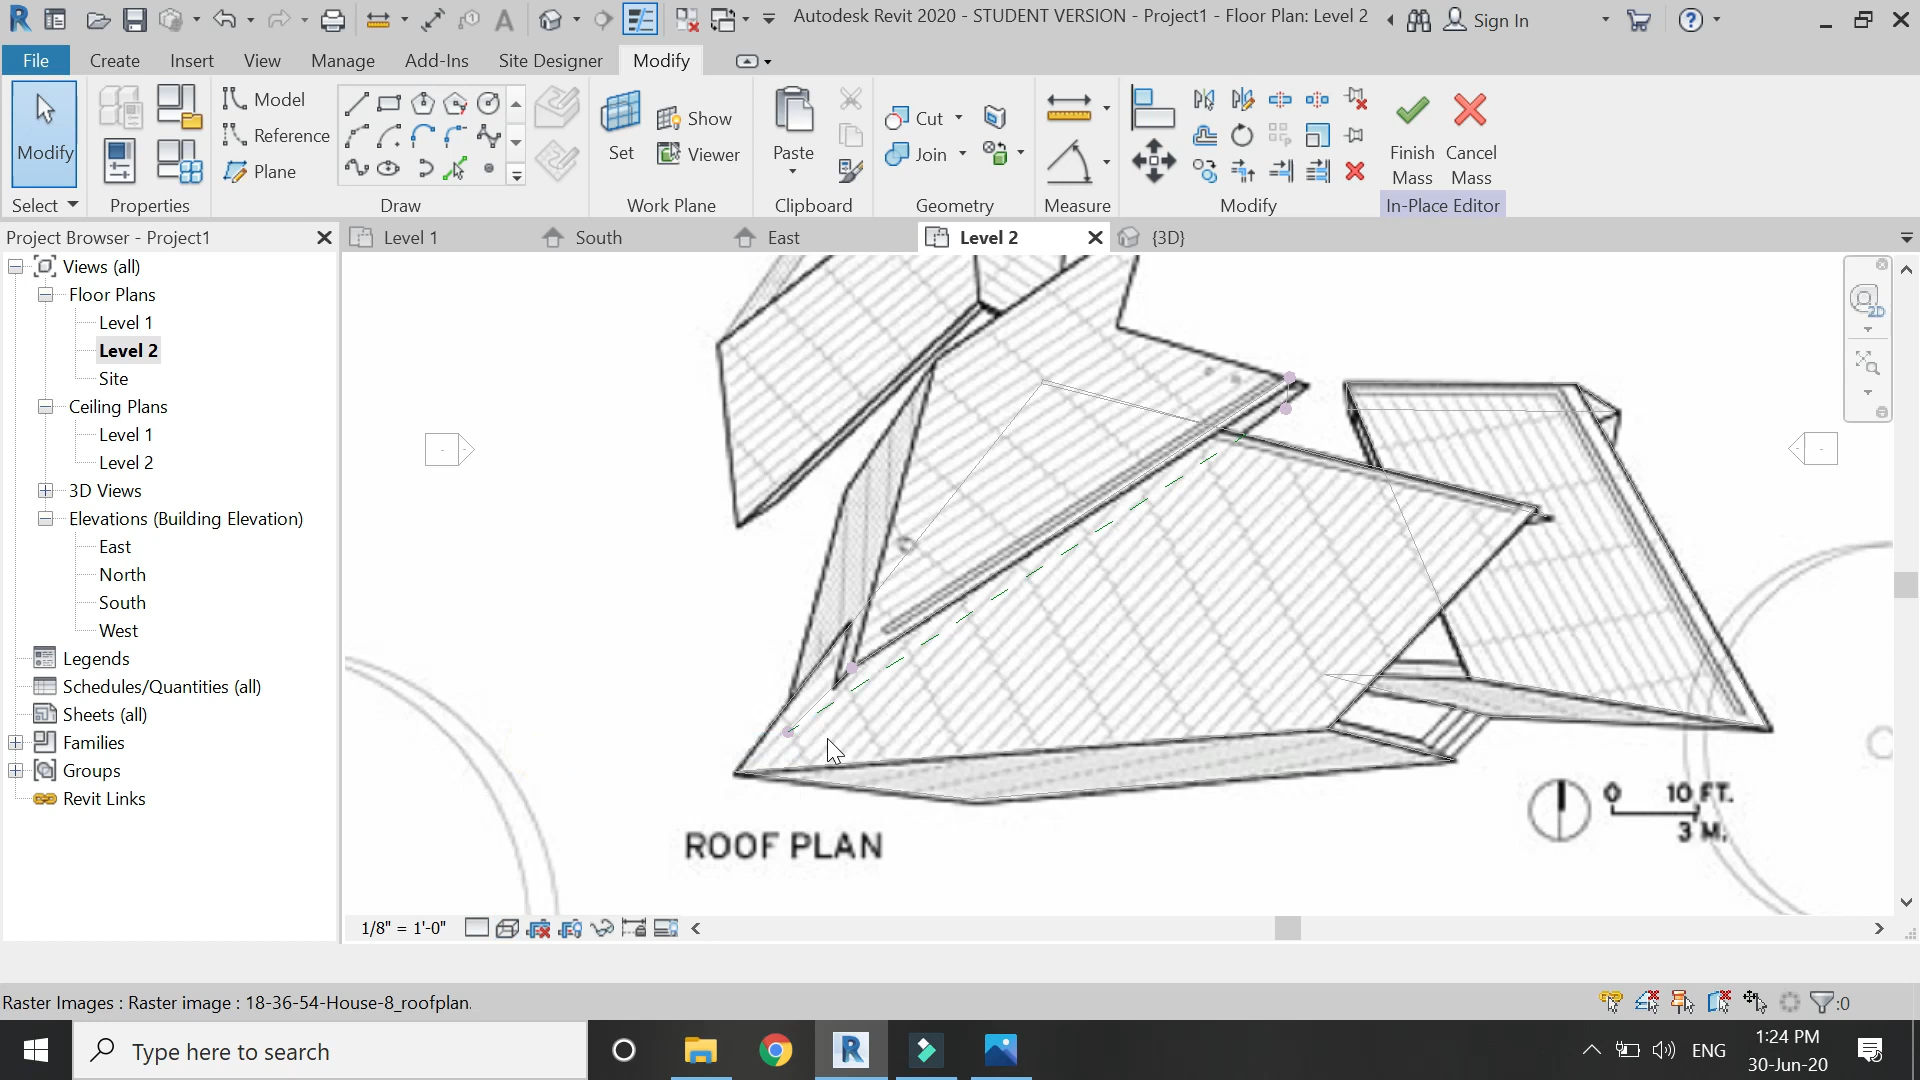 Autodesk Revit 2020 - STUDENT VERSION - Project1 - Floor Plan: Level 2
Sign In
File
Create
Insert
View
Manage
Add-Ins
Site Designer
Modify
Modify
Model
Reference
Plane
Set
Show
Viewer
Paste
Cut
Join
Finish Mass
Cancel Mass
Select
Properties
Draw
Work Plane
Clipboard
Geometry
Measure
Modify
In-Place Editor
Project Browser - Project1
Level 1
South
East
Level 2
{3D}
Views (all)
Floor Plans
Level 1
Level 2
Site
Ceiling Plans
Level 1
Level 2
3D Views
Elevations (Building Elevation)
East
North
South
West
Legends
Schedules/Quantities (all)
Sheets (all)
Families
Groups
Revit Links
2D
ROOF PLAN
0 10 FT.
3 M.
1/8" = 1'-0"
Raster Images : Raster image : 18-36-54-House-8_roofplan.
:0
Type here to search
ENG
1:24 PM
30-Jun-20